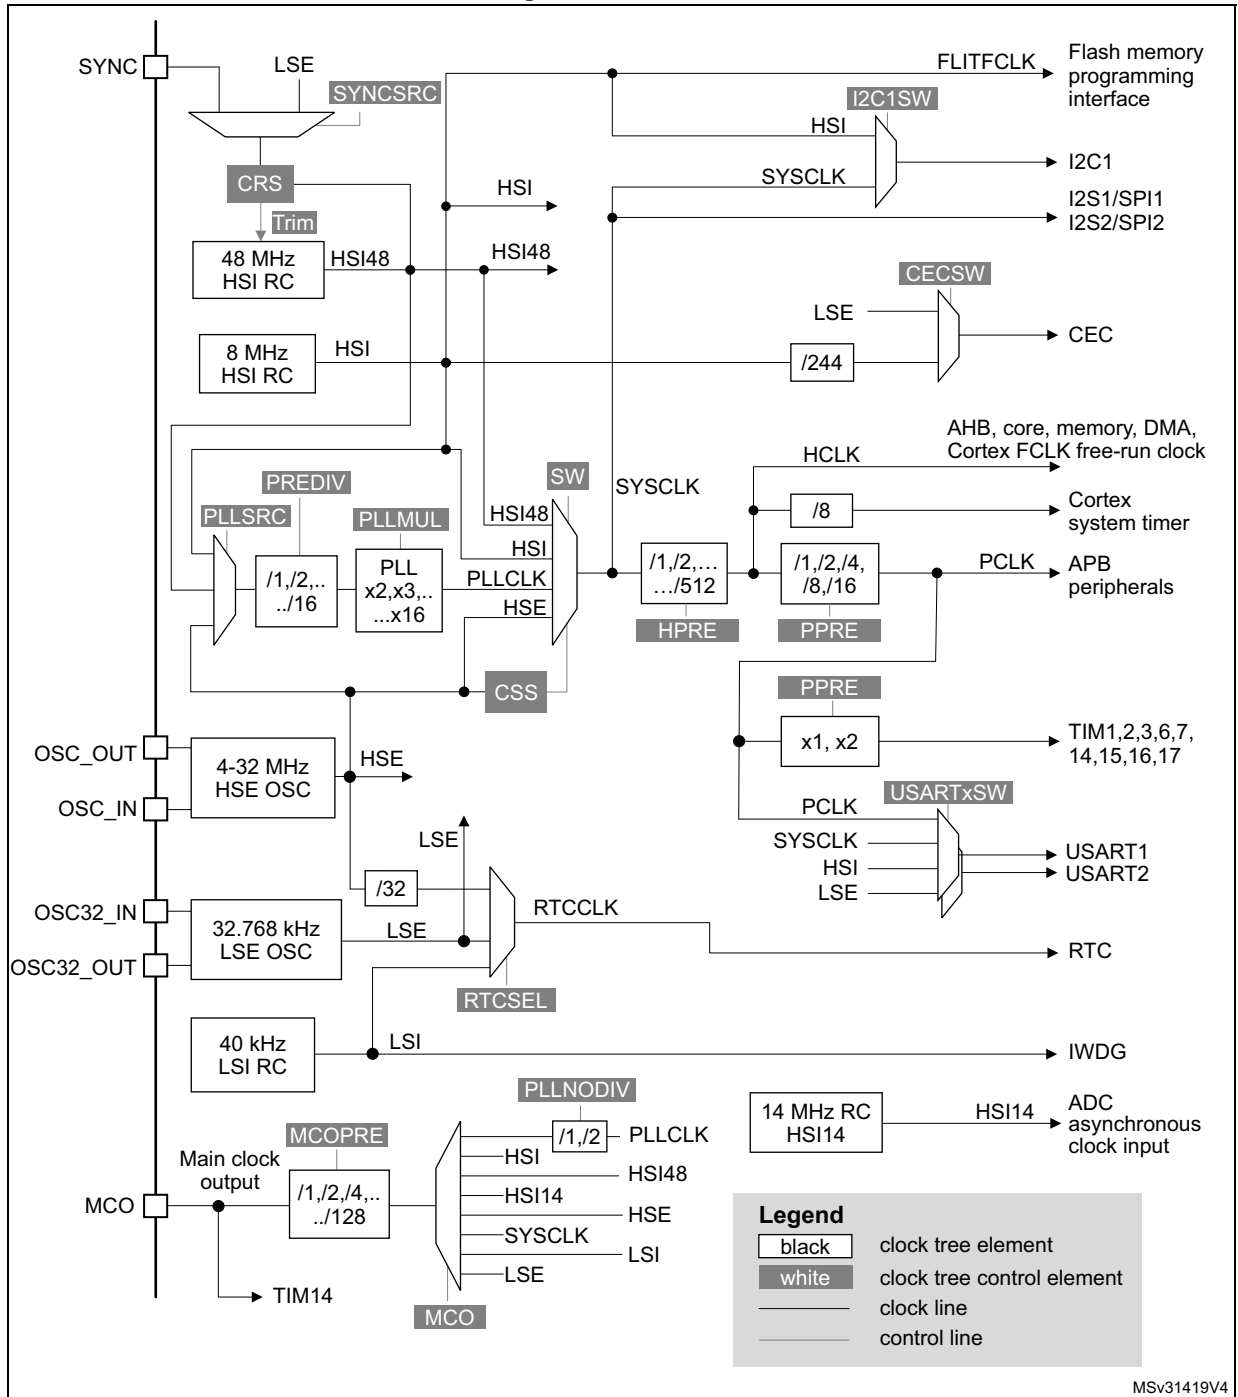 SYNC
LSE
SYNCSRC
CRS
Trim
48 MHz
HSI RC
HSI48
HSI48
HSI
8 MHz
HSI RC
HSI
FLITFCLK
Flash memory
programming
interface
I2C1SW
HSI
SYSCLK
I2C1
I2S1/SPI1
I2S2/SPI2
CECSW
LSE
/244
CEC
AHB, core, memory, DMA,
Cortex FCLK free-run clock
HCLK
/8
Cortex
system timer
PREDIV
PLLSRC
PLLMUL
/1,/2,..
../16
PLL
x2,x3,..
...x16
SW
HSI48
HSI
PLLCLK
HSE
SYSCLK
/1,/2,...
.../512
HPRE
/1,/2,/4,
/8,/16
PPRE
PCLK
APB
peripherals
CSS
PPRE
x1, x2
TIM1,2,3,6,7,
14,15,16,17
OSC_OUT
OSC_IN
4-32 MHz
HSE OSC
HSE
PCLK
USARTxSW
SYSCLK
HSI
LSE
USART1
USART2
LSE
/32
OSC32_IN
OSC32_OUT
32.768 kHz
LSE OSC
LSE
RTCCLK
RTC
RTCSEL
40 kHz
LSI RC
LSI
IWDG
PLLNODIV
/1,/2
PLLCLK
14 MHz RC
HSI14
HSI14
ADC
asynchronous
clock input
MCO
Main clock
output
MCOPRE
/1,/2,/4,..
../128
HSI
HSI48
HSI14
HSE
SYSCLK
LSI
LSE
MCO
TIM14
Legend
black
clock tree element
white
clock tree control element
clock line
control line
MSv31419V4